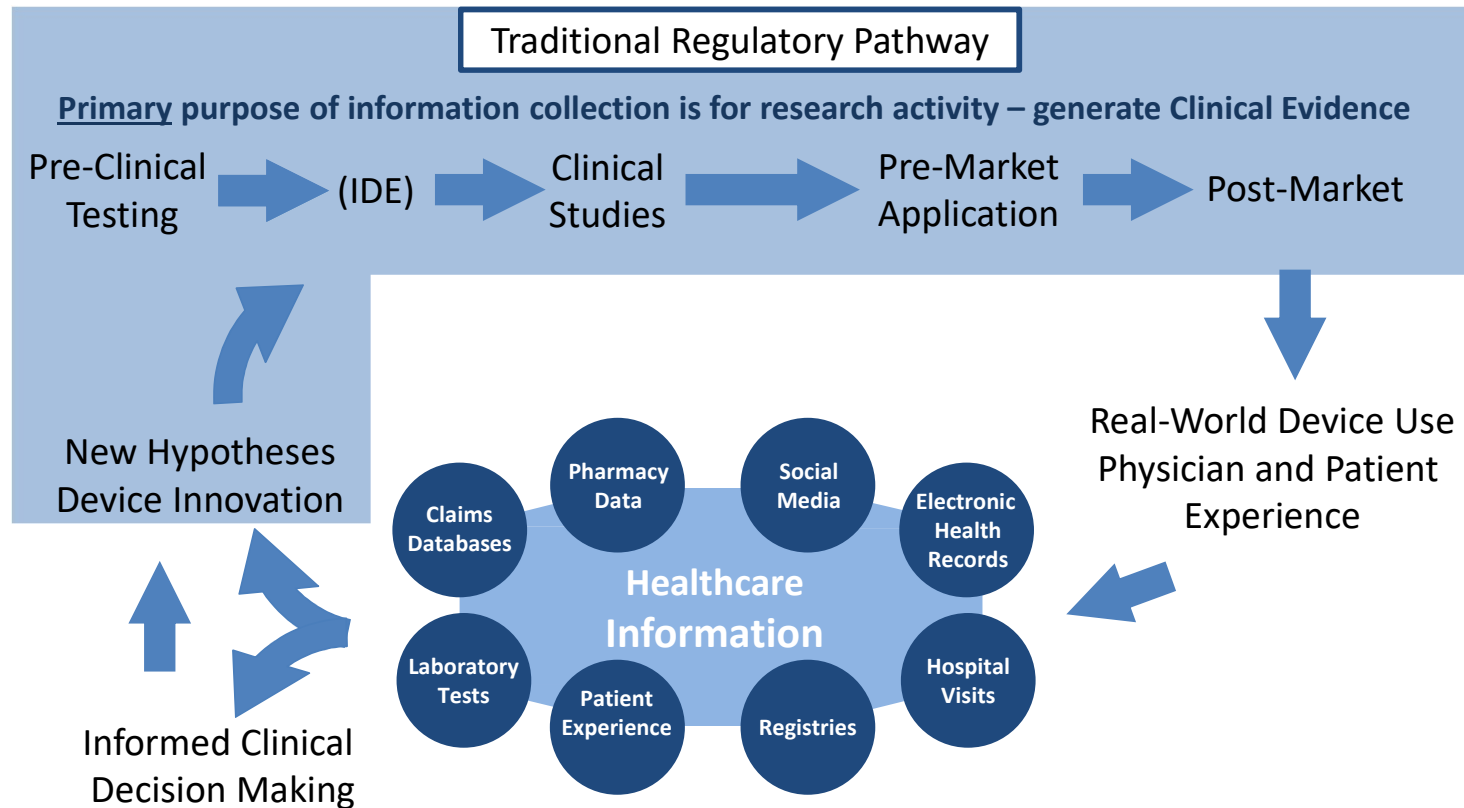 Traditional Regulatory Pathway
Primary purpose of information collection is for research activity – generate Clinical Evidence
Pre-Clinical
Testing
(IDE)
Clinical
Studies
Pre-Market
Application
Post-Market
New Hypotheses
Device Innovation
Real-World Device Use
Physician and Patient
Experience
Claims
Databases
Pharmacy
Data
Social
Media
Electronic
Health
Records
Healthcare
Information
Laboratory
Tests
Patient
Experience
Registries
Hospital
Visits
Informed Clinical
Decision Making